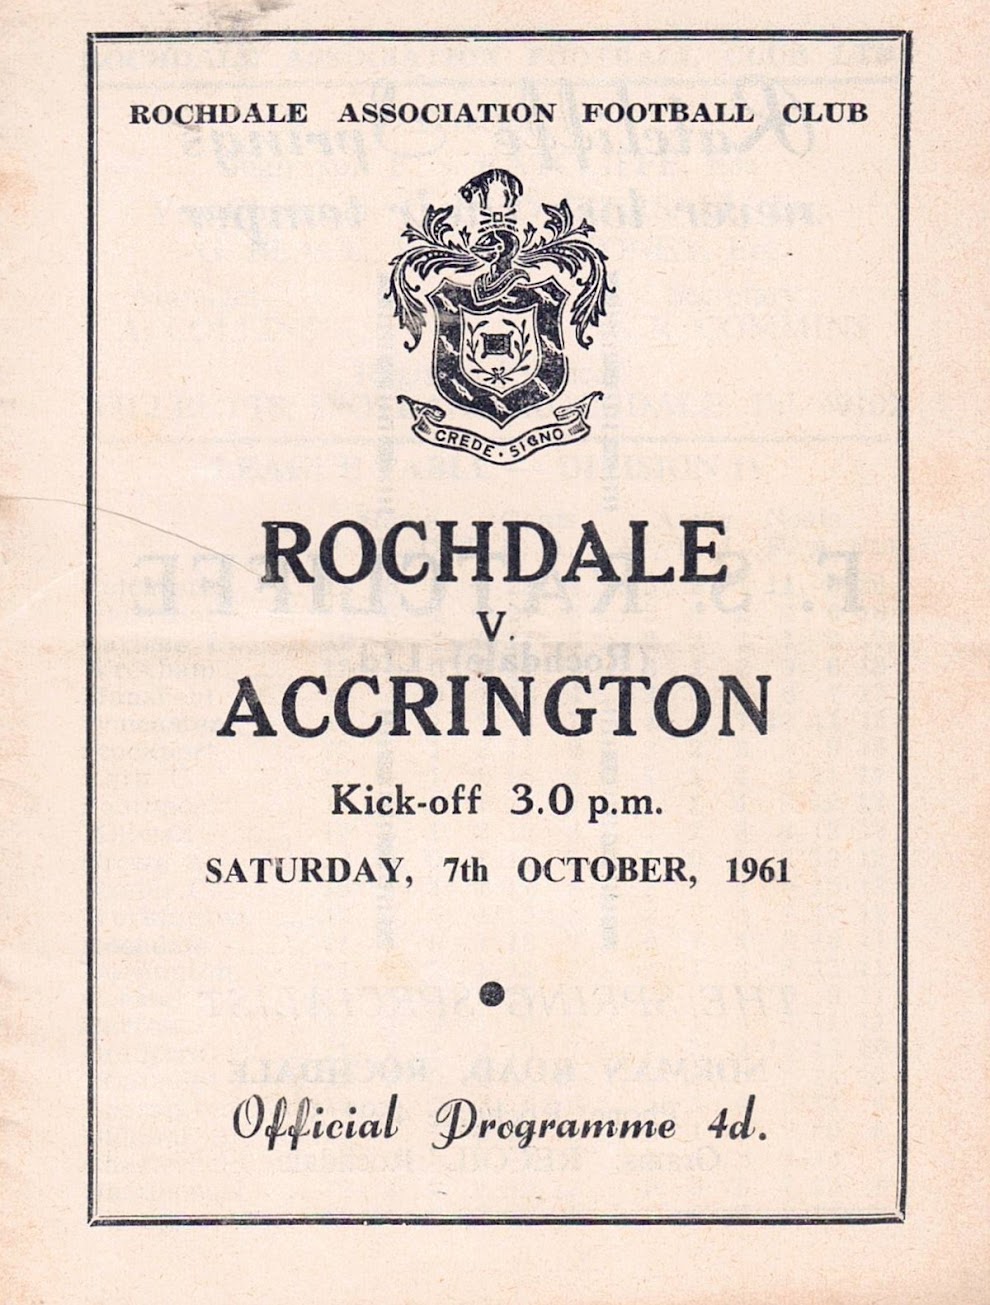 ROCHDALE ASSOCIATION FOOTBALL CLUB
CREDE · SIGNO
ROCHDALE
V.
ACCRINGTON
Kick-off 3.0 p.m.
SATURDAY, 7th OCTOBER, 1961
Official Programme 4d.